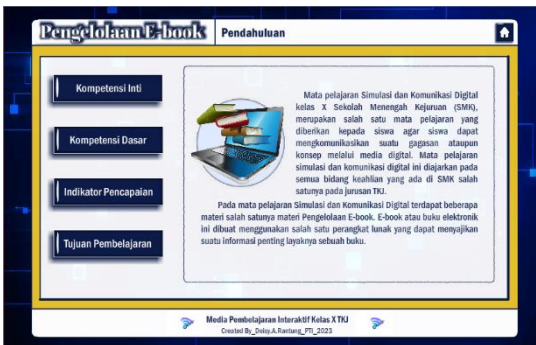 Pengelolaan E-book
Pendahuluan
Kompetensi Inti
Kompetensi Dasar
Indikator Pencapaian
Tujuan Pembelajaran
Mata pelajaran Simulasi dan Komunikasi Digital
kelas X Sekolah Menengah Kejuruan (SMK),
merupakan salah satu mata pelajaran yang
diberikan kepada siswa agar siswa dapat
mengkomunikasikan suatu gagasan ataupun
konsep melalui media digital. Mata pelajaran
simulasi dan komunikasi digital ini diajarkan pada
semua bidang keahlian yang ada di SMK salah
satunya pada jurusan TKJ.
Pada mata pelajaran Simulasi dan Komunikasi Digital terdapat beberapa
materi salah satunya materi Pengelolaan E-book. E-book atau buku elektronik
ini dibuat menggunakan salah satu perangkat lunak yang dapat menyajikan
suatu informasi penting layaknya sebuah buku.
Media Pembelajaran Interaktif Kelas X TKJ
Created By_Deisy.A.Rantung_PTI_2023